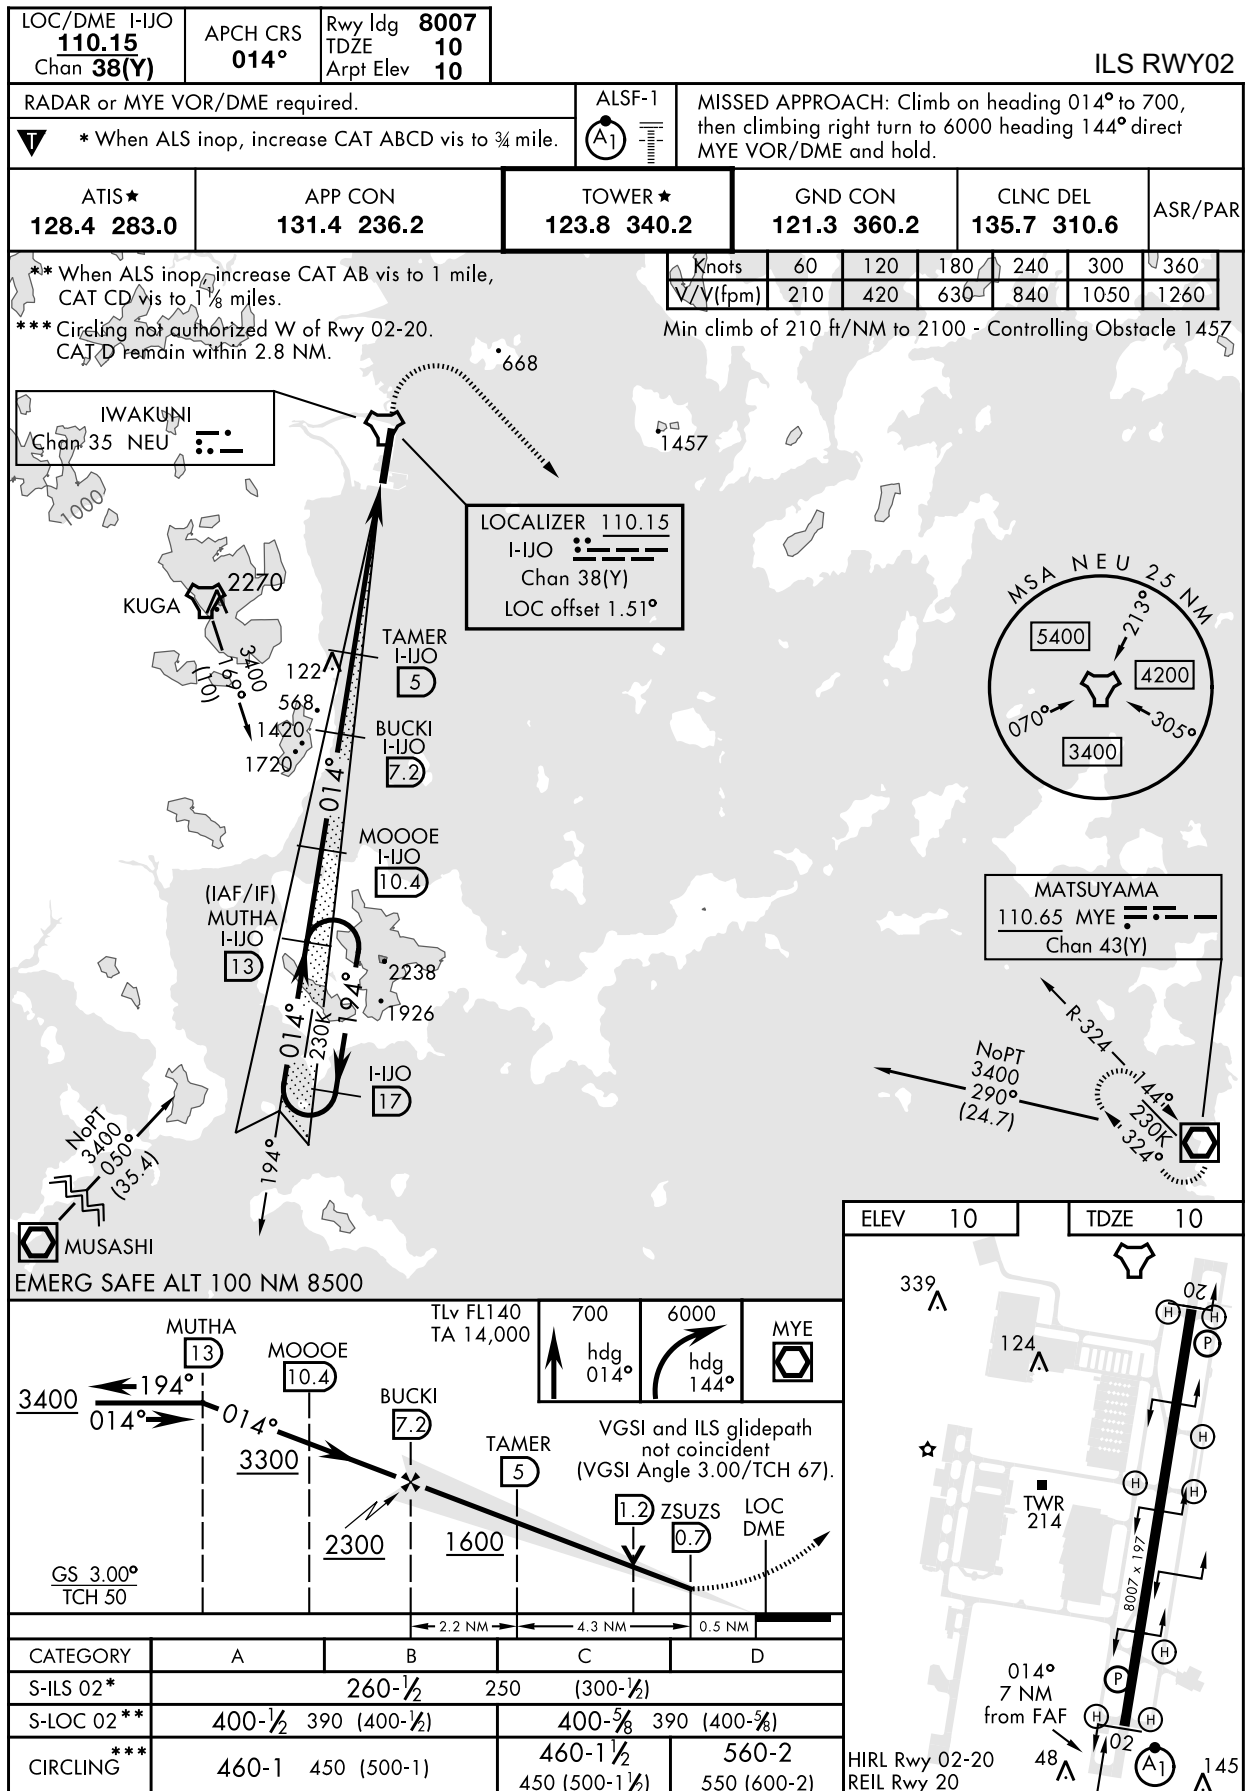 LOC/DME I-IJO
110.15
Chan 38(Y)
APCH CRS
014°
Rwy ldg 8007
TDZE 10
Arpt Elev 10
ILS RWY02
RADAR or MYE VOR/DME required.
T * When ALS inop, increase CAT ABCD vis to ¾ mile.
ALSF-1
A1
MISSED APPROACH: Climb on heading 014° to 700,
then climbing right turn to 6000 heading 144° direct
MYE VOR/DME and hold.
ATIS★
128.4 283.0
APP CON
131.4 236.2
TOWER★
123.8 340.2
GND CON
121.3 360.2
CLNC DEL
135.7 310.6
ASR/PAR
** When ALS inop, increase CAT AB vis to 1 mile,
CAT CD vis to 1⅛ miles.
*** Circling not authorized W of Rwy 02-20.
CAT D remain within 2.8 NM.
Knots 60 120 180 240 300 360
V/V(fpm) 210 420 630 840 1050 1260
Min climb of 210 ft/NM to 2100 - Controlling Obstacle 1457
668
IWAKUNI
Chan 35 NEU
1457
1000
LOCALIZER 110.15
I-IJO
Chan 38(Y)
LOC offset 1.51°
MSA NEU 25 NM
213°
5400
4200
070°
305°
3400
KUGA
2270
3400
169°
(10)
TAMER
I-IJO
5
122
568
1420
1720
BUCKI
I-IJO
7.2
014°
MOOOE
I-IJO
10.4
(IAF/IF)
MUTHA
I-IJO
13
2238
1926
194°
014°
230K
I-IJO
17
194°
MATSUYAMA
110.65 MYE
Chan 43(Y)
R-324
NoPT
3400
290°
(24.7)
144°
230K
324°
NoPT
3400
050°
(35.4)
MUSASHI
EMERG SAFE ALT 100 NM 8500
ELEV 10
TDZE 10
339
124
20
H
H
P
H
H
H
TWR
214
8007 x 197
H
P
H
H
014°
7 NM
from FAF
02
48
A1
145
HIRL Rwy 02-20
REIL Rwy 20
TLv FL140
TA 14,000
700
hdg
014°
6000
hdg
144°
MYE
MUTHA
13
MOOOE
10.4
BUCKI
7.2
TAMER
5
3400
194°
014°
014°
3300
2300
1600
VGSI and ILS glidepath
not coincident
(VGSI Angle 3.00/TCH 67).
1.2
ZSUZS
0.7
LOC
DME
GS 3.00°
TCH 50
2.2 NM
4.3 NM
0.5 NM
CATEGORY A B C D
S-ILS 02* 260-½ 250 (300-½)
S-LOC 02** 400-½ 390 (400-½) 400-⅝ 390 (400-⅝)
CIRCLING*** 460-1 450 (500-1) 460-1½ 450 (500-1½) 560-2 550 (600-2)